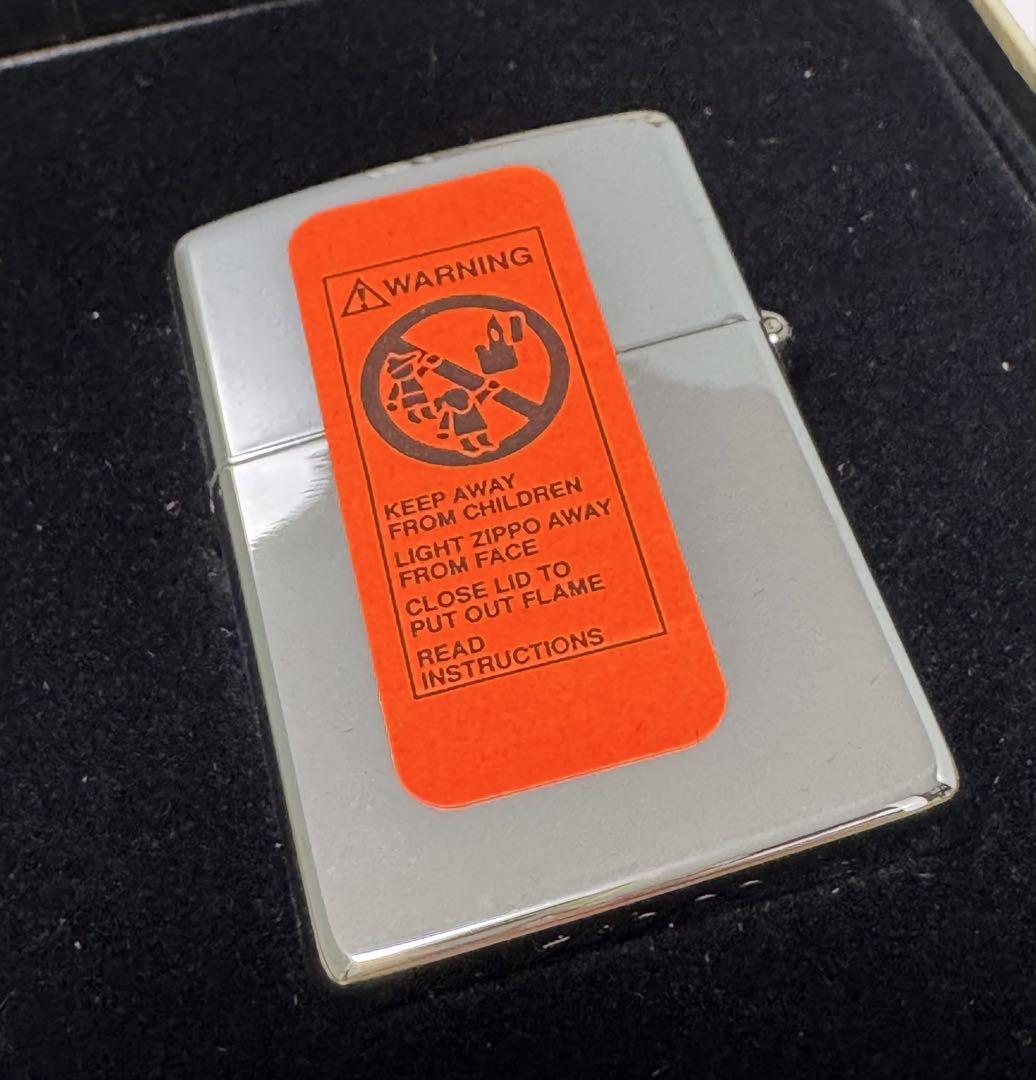 WARNING
KEEP AWAY
FROM CHILDREN
LIGHT ZIPPO AWAY
FROM FACE
CLOSE LID TO
PUT OUT FLAME
READ
INSTRUCTIONS